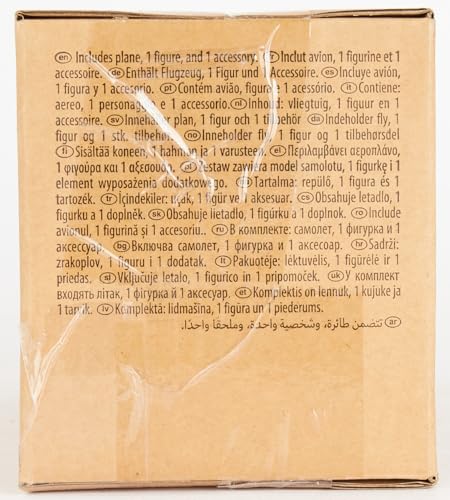 en Includes plane, 1 figure, and 1 accessory. fr Inclut avion, 1 figurine et 1
accessoire. de Enthält Flugzeug, 1 Figur und 1 Accessoire. es Incluye avión,
1 figura y 1 accesorio. pt Contém avião, figura e 1 acessório. it Contiene:
aereo, 1 personaggio e 1 accessorio. nl Inhoud: vliegtuig, 1 figuur en 1
accessoire. sv Innehåller plan, 1 figur och 1 tillbehör da Indeholder fly, 1
figur og 1 stk. tilbehør. no Inneholder fly, 1 figur og 1 tilbehørsdel
fi Sisältää koneen, 1 hahmon ja 1 varusteen. el Περιλαμβάνει αεροπλάνο,
1 φιγούρα και 1 αξεσουάρ. pl Zestaw zawiera model samolotu, 1 figurkę i 1
element wyposażenia dodatkowego. hu Tartalma: repülő, 1 figura és 1
tartozék. tr İçindekiler: uçak, 1 figür ve 1 aksesuar. cs Obsahuje letadlo, 1
figurku a 1 doplněk. sk Obsahuje lietadlo, 1 figúrku a 1 doplnok. ro Include
avionul, 1 figurină și 1 accesoriu.. ru В комплекте: самолет, 1 фигурка и 1
аксессуар. bg Включва самолет, 1 фигурка и 1 аксесоар. hr Sadrži:
zrakoplov, 1 figuru i 1 dodatak. lt Pakuotėje: lėktuvėlis, 1 figūrėlė ir 1
priedas. sl Vključuje letalo, 1 figurico in 1 pripomoček. uk У комплект
входять літак, 1 фігурка й 1 аксесуар. et Komplektis on lennuk, 1 kujuke ja
1 tarvik. lv Komplektā: lidmašīna, 1 figūra un 1 piederums.
ar تتضمن طائرة، وشخصية واحدة، وملحقاً واحدًا.